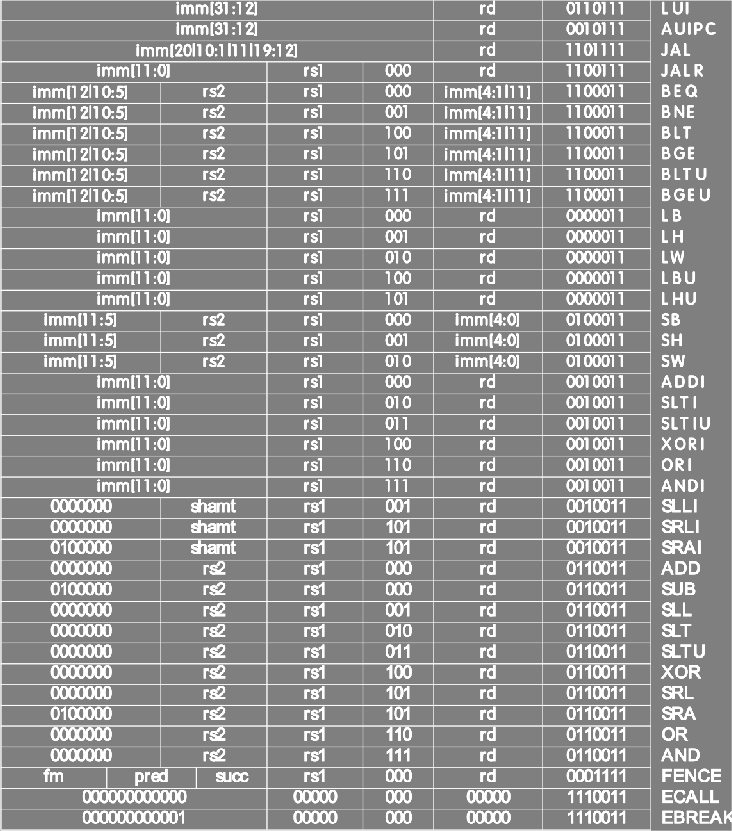 imm[31:12] rd 0110111 LUI
imm[31:12] rd 0010111 AUIPC
imm[20|10:1|11|19:12] rd 1101111 JAL
imm[11:0] rs1 000 rd 1100111 JALR
imm[12|10:5] rs2 rs1 000 imm[4:1|11] 1100011 BEQ
imm[12|10:5] rs2 rs1 001 imm[4:1|11] 1100011 BNE
imm[12|10:5] rs2 rs1 100 imm[4:1|11] 1100011 BLT
imm[12|10:5] rs2 rs1 101 imm[4:1|11] 1100011 BGE
imm[12|10:5] rs2 rs1 110 imm[4:1|11] 1100011 BLTU
imm[12|10:5] rs2 rs1 111 imm[4:1|11] 1100011 BGEU
imm[11:0] rs1 000 rd 0000011 LB
imm[11:0] rs1 001 rd 0000011 LH
imm[11:0] rs1 010 rd 0000011 LW
imm[11:0] rs1 100 rd 0000011 LBU
imm[11:0] rs1 101 rd 0000011 LHU
imm[11:5] rs2 rs1 000 imm[4:0] 0100011 SB
imm[11:5] rs2 rs1 001 imm[4:0] 0100011 SH
imm[11:5] rs2 rs1 010 imm[4:0] 0100011 SW
imm[11:0] rs1 000 rd 0010011 ADDI
imm[11:0] rs1 010 rd 0010011 SLTI
imm[11:0] rs1 011 rd 0010011 SLTIU
imm[11:0] rs1 100 rd 0010011 XORI
imm[11:0] rs1 110 rd 0010011 ORI
imm[11:0] rs1 111 rd 0010011 ANDI
0000000 shamt rs1 001 rd 0010011 SLLI
0000000 shamt rs1 101 rd 0010011 SRLI
0100000 shamt rs1 101 rd 0010011 SRAI
0000000 rs2 rs1 000 rd 0110011 ADD
0100000 rs2 rs1 000 rd 0110011 SUB
0000000 rs2 rs1 001 rd 0110011 SLL
0000000 rs2 rs1 010 rd 0110011 SLT
0000000 rs2 rs1 011 rd 0110011 SLTU
0000000 rs2 rs1 100 rd 0110011 XOR
0000000 rs2 rs1 101 rd 0110011 SRL
0100000 rs2 rs1 101 rd 0110011 SRA
0000000 rs2 rs1 110 rd 0110011 OR
0000000 rs2 rs1 111 rd 0110011 AND
fm pred succ rs1 000 rd 0001111 FENCE
000000000000 00000 000 00000 1110011 ECALL
000000000001 00000 000 00000 1110011 EBREAK